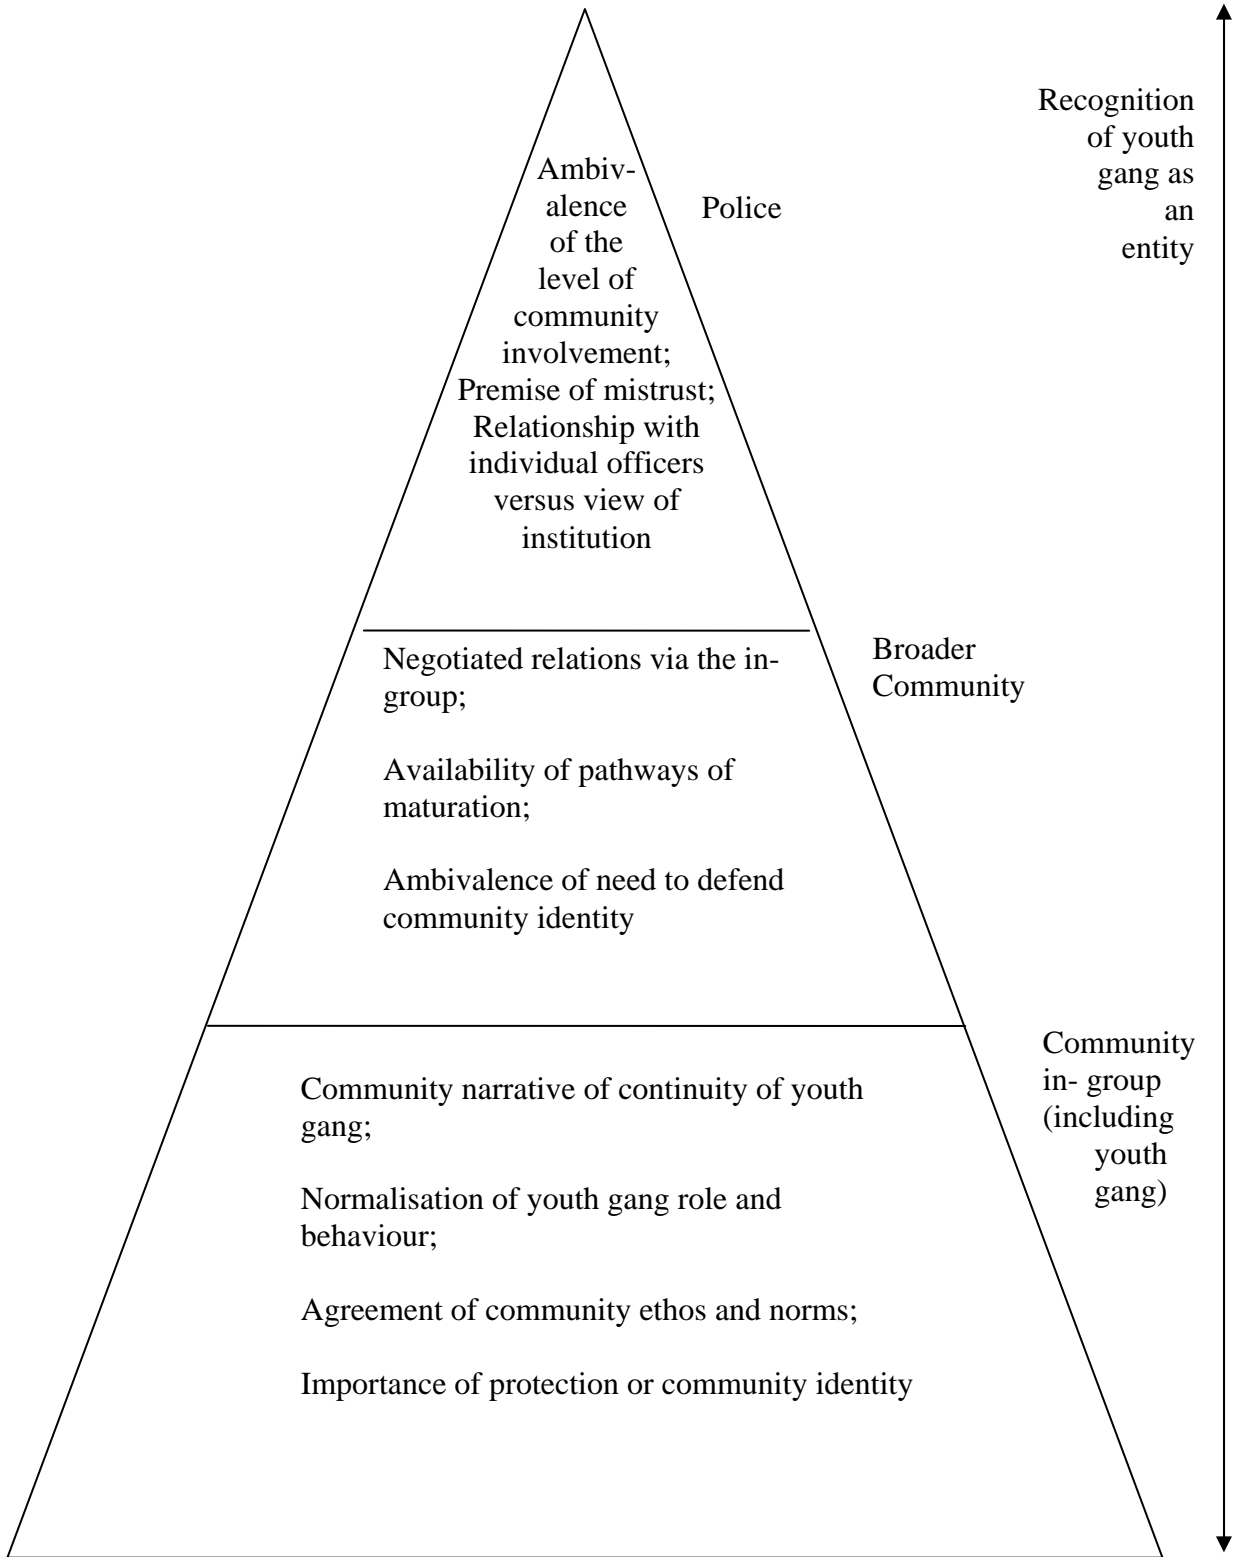 Recognition
of youth
gang as
an
entity
Ambiv-
alence
of the
level of
community
involvement;
Premise of mistrust;
Relationship with
individual officers
versus view of
institution
Police
Negotiated relations via the in-
group;
Availability of pathways of
maturation;
Ambivalence of need to defend
community identity
Broader
Community
Community narrative of continuity of youth
gang;
Normalisation of youth gang role and
behaviour;
Agreement of community ethos and norms;
Importance of protection or community identity
Community
in- group
(including
youth
gang)